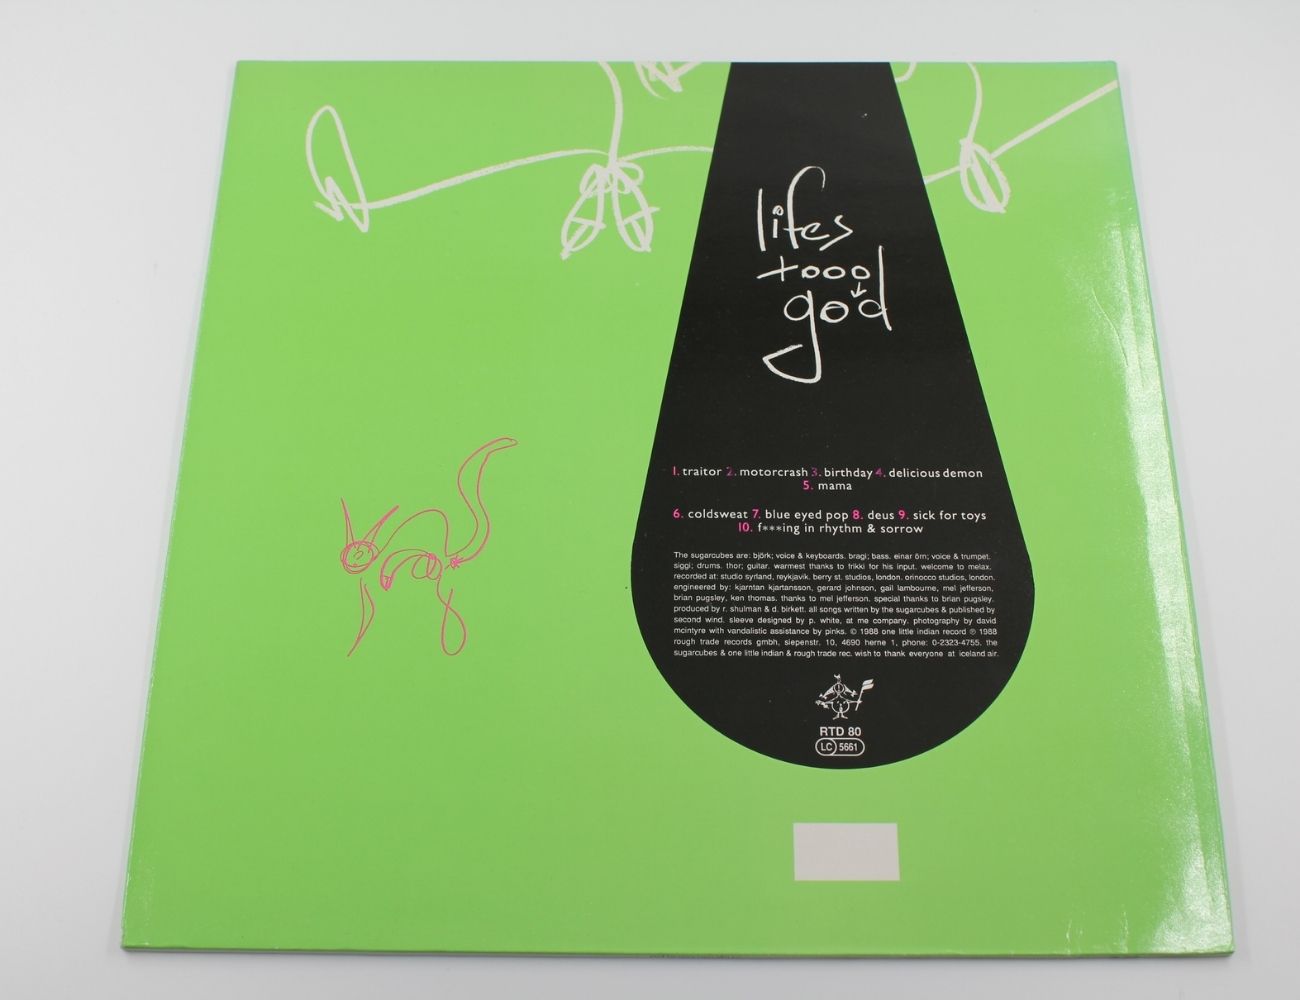 lifes
tooo
go↓d
1. traitor 2. motorcrash 3. birthday 4. delicious demon
5. mama
6. coldsweat 7. blue eyed pop 8. deus 9. sick for toys
10. f***ing in rhythm & sorrow
The sugarcubes are: björk; voice & keyboards. bragi; bass. einar örn; voice & trumpet.
siggi; drums. thor; guitar. warmest thanks to frikki for his input. welcome to melax.
recorded at: studio syrland, reykjavik. berry st. studios, london. orinocco studios, london.
engineered by: kjarntan kjartansson, gerard johnson, gail lambourne, mel jefferson,
brian pugsley, ken thomas. thanks to mel jefferson. special thanks to brian pugsley.
produced by r. shulman & d. birkett. all songs written by the sugarcubes & published by
second wind. sleeve designed by p. white, at me company. photography by david
mcintyre with vandalistic assistance by pinks. © 1988 one little indian record ℗ 1988
rough trade records gmbh, siepenstr. 10, 4690 herne 1, phone: 0-2323-4755. the
sugarcubes & one little indian & rough trade rec. wish to thank everyone at iceland air.
RTD 80
LC 5661